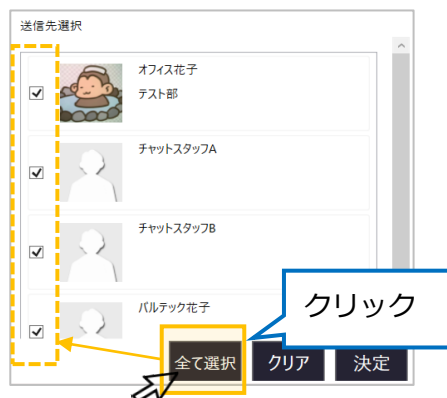 送信先選択
オフィス花子
テスト部
チャットスタッフA
チャットスタッフB
バルテック花子
クリック
全て選択
クリア
決定